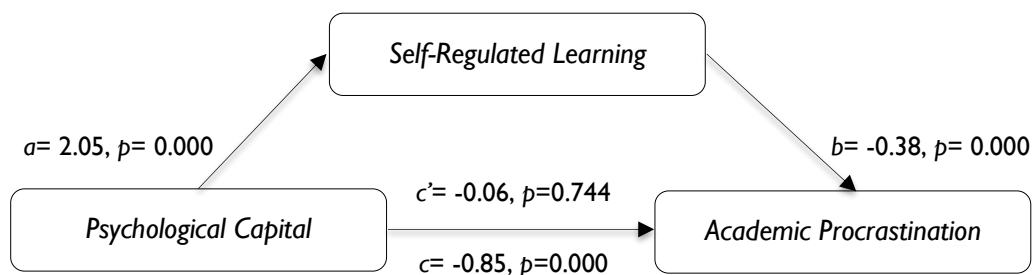 Self-Regulated Learning
a= 2.05, p= 0.000
b= -0.38, p= 0.000
c’= -0.06, p=0.744
Psychological Capital
Academic Procrastination
c= -0.85, p=0.000